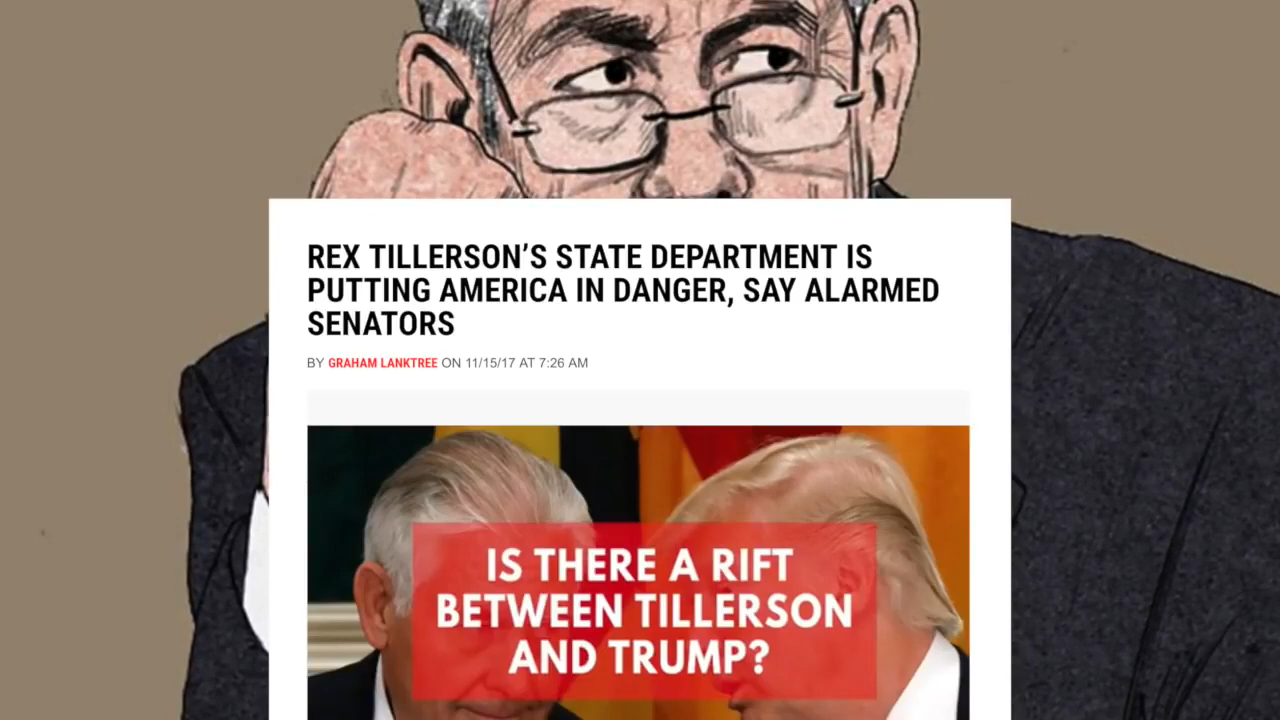 REX TILLERSON’S STATE DEPARTMENT IS
PUTTING AMERICA IN DANGER, SAY ALARMED
SENATORS
BY GRAHAM LANKTREE ON 11/15/17 AT 7:26 AM
IS THERE A RIFT
BETWEEN TILLERSON
AND TRUMP?